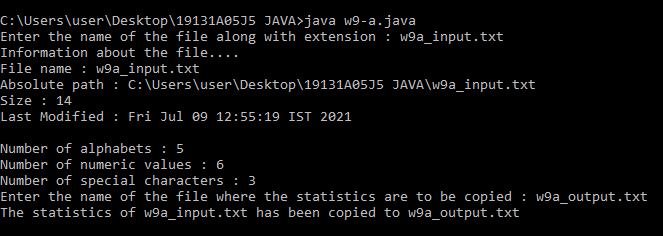 C:\Users\user\Desktop\19131A05J5 JAVA>java w9-a.java
Enter the name of the file along with extension : w9a_input.txt
Information about the file....
File name : w9a_input.txt
Absolute path : C:\Users\user\Desktop\19131A05J5 JAVA\w9a_input.txt
Size : 14
Last Modified : Fri Jul 09 12:55:19 IST 2021
Number of alphabets : 5
Number of numeric values : 6
Number of special characters : 3
Enter the name of the file where the statistics are to be copied : w9a_output.txt
The statistics of w9a_input.txt has been copied to w9a_output.txt